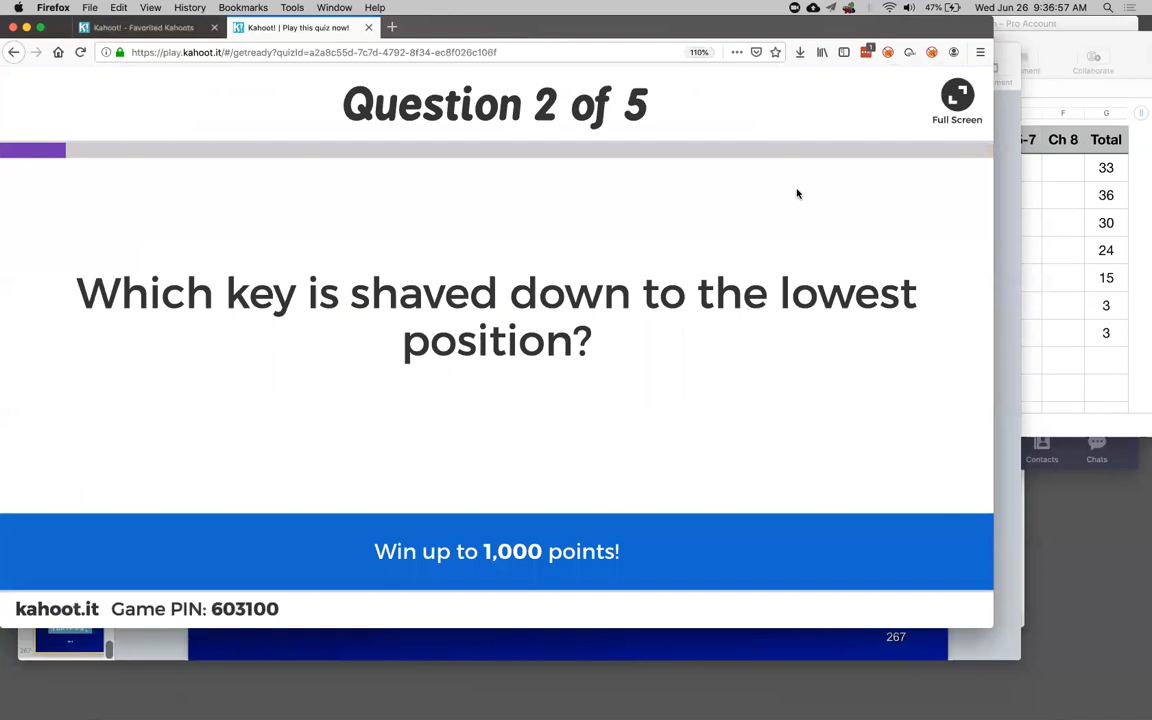 Firefox File Edit View History Bookmarks Tools Window Help 47% Wed Jun 26 9:36:57 AM
Pro Account
Kahoot! - Favorited Kahoots
Kahoot! | Play this quiz now!
https://play.kahoot.it/#/getready?quizId=a2a8c55d-7c7d-4792-8f34-ec8f026c106f 110%
Collaborate
Question 2 of 5
Full Screen
F G
Ch 8 Total
33
36
30
24
15
3
3
Which key is shaved down to the lowest
position?
Contacts Chats
Win up to 1,000 points!
kahoot.it Game PIN: 603100
267
267